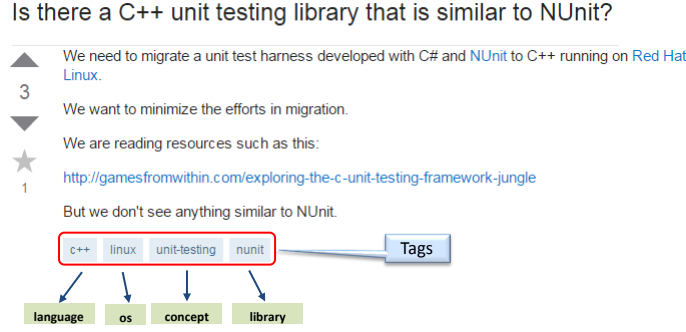 Is there a C++ unit testing library that is similar to NUnit?
We need to migrate a unit test harness developed with C# and NUnit to C++ running on Red Hat
Linux.
3
We want to minimize the efforts in migration.
We are reading resources such as this:
1
http://gamesfromwithin.com/exploring-the-c-unit-testing-framework-jungle
But we don't see anything similar to NUnit.
c++ linux unit-testing nunit Tags
language os concept library